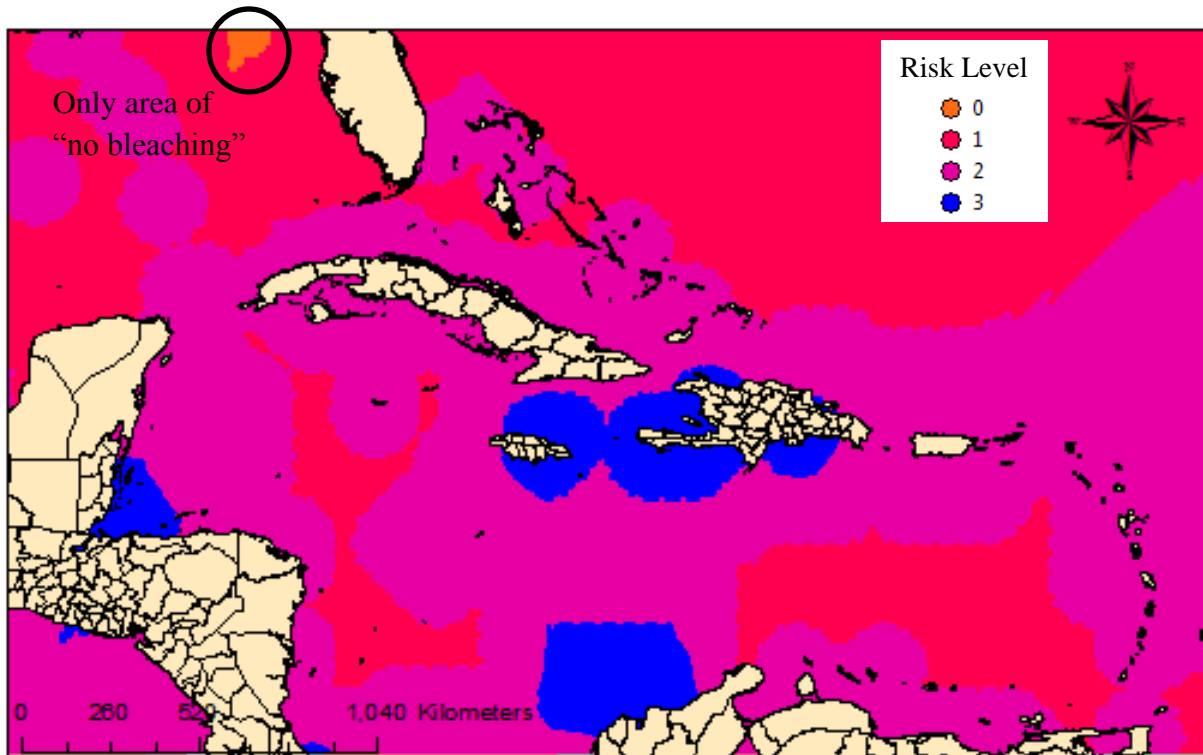 Only area of
“no bleaching”
Risk Level
0
1
2
3
N
W
E
S
0 260 520 1,040 Kilometers